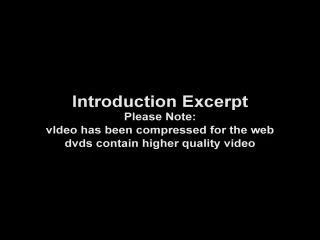 Introduction Excerpt
Please Note:
vIdeo has been compressed for the web
dvds contain higher quality video